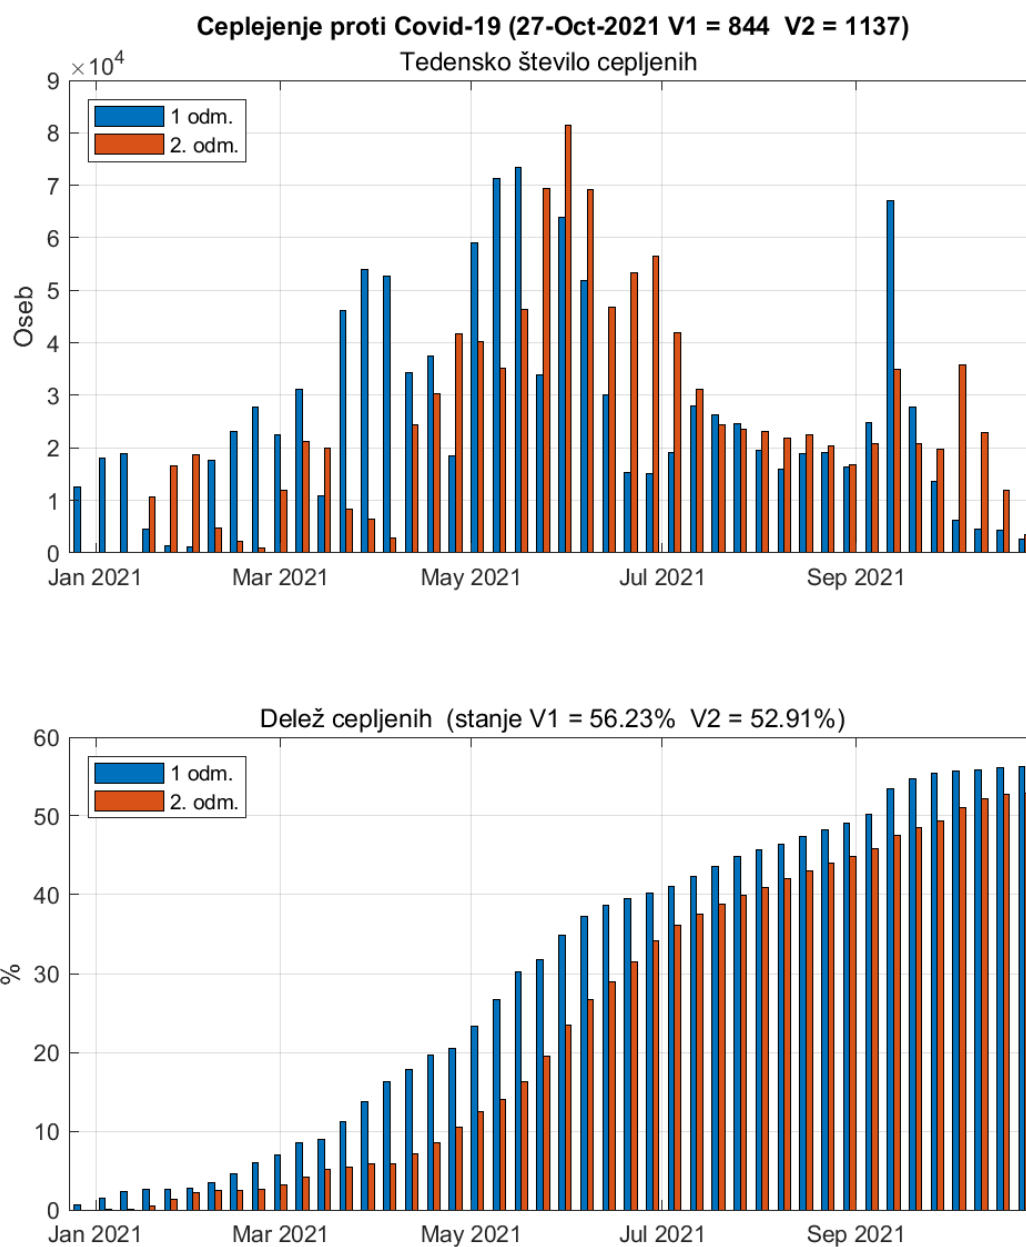 Ceplejenje proti Covid-19 (27-Oct-2021 V1 = 844  V2 = 1137)
Tedensko število cepljenih
×10⁴
1 odm.
2. odm.
Oseb
9
8
7
6
5
4
3
2
1
0
Jan 2021 Mar 2021 May 2021 Jul 2021 Sep 2021
Delež cepljenih  (stanje V1 = 56.23%  V2 = 52.91%)
1 odm.
2. odm.
%
60
50
40
30
20
10
0
Jan 2021 Mar 2021 May 2021 Jul 2021 Sep 2021